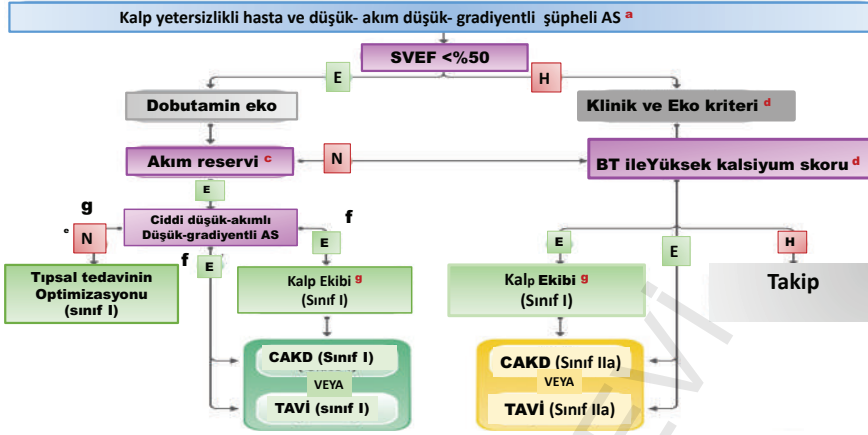 Kalp yetersizlikli hasta ve düşük- akım düşük- gradiyentli şüpheli AS a
SVEF <%50
E
H
Dobutamin eko
Klinik ve Eko kriteri d
Akım reservi c
N
BT ileYüksek kalsiyum skoru d
E
g
Ciddi düşük-akımlı
Düşük-gradiyentli AS
f
e
N
E
f
E
E
E
H
Tıpsal tedavinin
Optimizasyonu
(sınıf I)
Kalp Ekibi g
(Sınıf I)
Kalp Ekibi g
(Sınıf I)
Takip
CAKD (Sınıf I)
VEYA
TAVİ (sınıf I)
CAKD (Sınıf IIa)
VEYA
TAVİ (Sınıf IIa)
EVİ